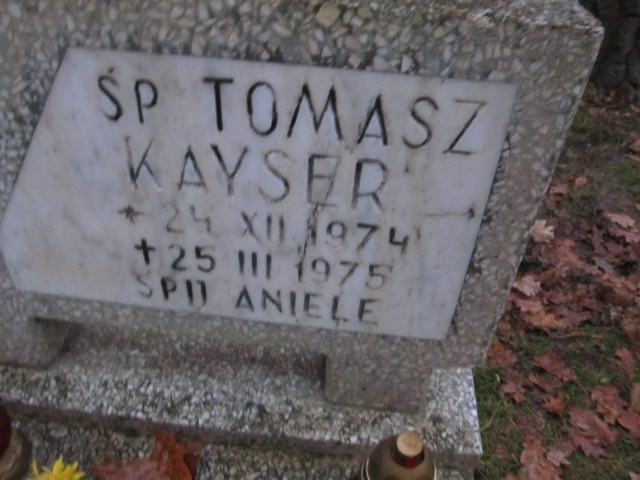 ŚP TOMASZ
KAYSER
* 24 XII 1974
+ 25 III 1975
ŚPIJ ANIELE